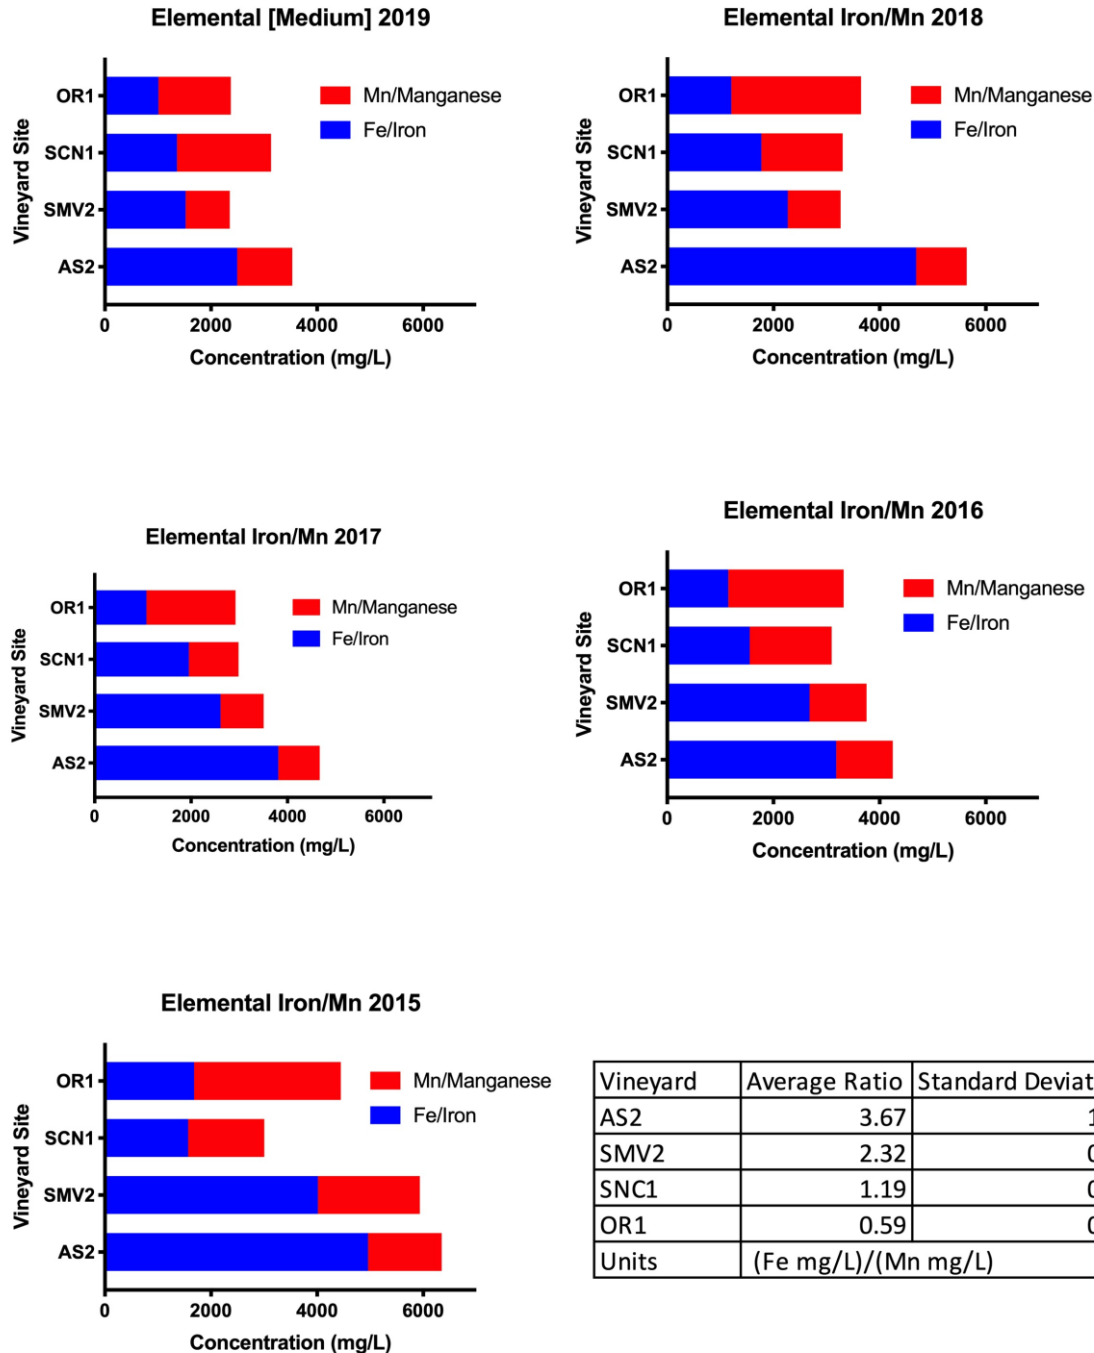 Elemental [Medium] 2019
OR1
SCN1
SMV2
AS2
Vineyard Site
Mn/Manganese
Fe/Iron
0 2000 4000 6000
Concentration (mg/L)
Elemental Iron/Mn 2018
OR1
SCN1
SMV2
AS2
Vineyard Site
Mn/Manganese
Fe/Iron
0 2000 4000 6000
Concentration (mg/L)
Elemental Iron/Mn 2017
OR1
SCN1
SMV2
AS2
Vineyard Site
Mn/Manganese
Fe/Iron
0 2000 4000 6000
Concentration (mg/L)
Elemental Iron/Mn 2016
OR1
SCN1
SMV2
AS2
Vineyard Site
Mn/Manganese
Fe/Iron
0 2000 4000 6000
Concentration (mg/L)
Elemental Iron/Mn 2015
OR1
SCN1
SMV2
AS2
Vineyard Site
Mn/Manganese
Fe/Iron
0 2000 4000 6000
Concentration (mg/L)
Vineyard Average Ratio Standard
AS2 3.67
SMV2 2.32
SNC1 1.19
OR1 0.59
Units (Fe mg/L)/(Mn mg/L)